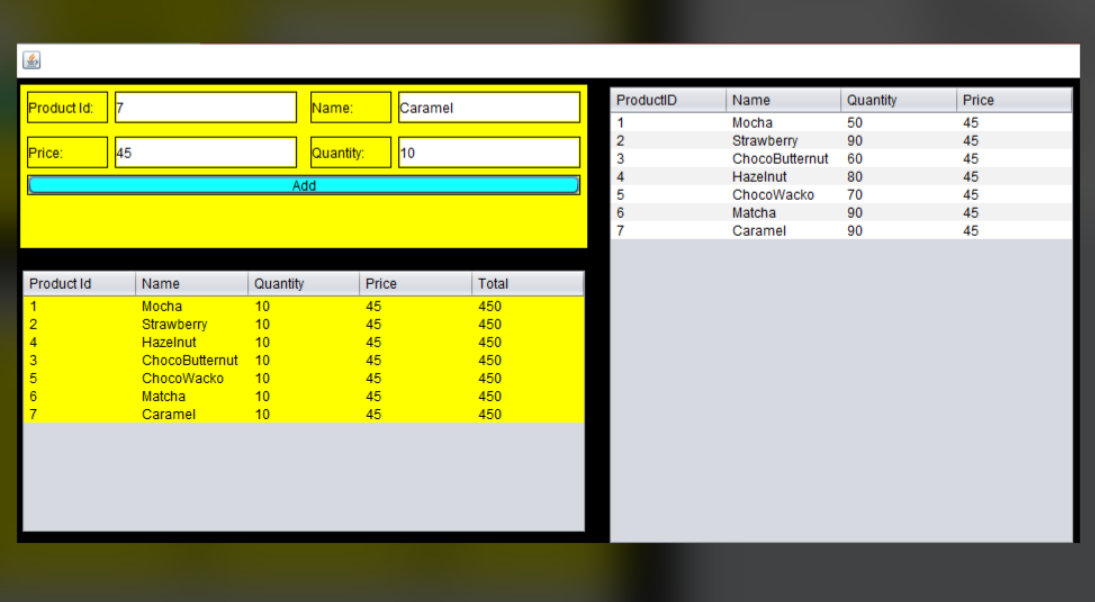 Product Id: 7 Name: Caramel
Price: 45 Quantity: 10
Add
Product Id Name Quantity Price Total
1 Mocha 10 45 450
2 Strawberry 10 45 450
4 Hazelnut 10 45 450
3 ChocoButternut 10 45 450
5 ChocoWacko 10 45 450
6 Matcha 10 45 450
7 Caramel 10 45 450
ProductID Name Quantity Price
1 Mocha 50 45
2 Strawberry 90 45
3 ChocoButternut 60 45
4 Hazelnut 80 45
5 ChocoWacko 70 45
6 Matcha 90 45
7 Caramel 90 45